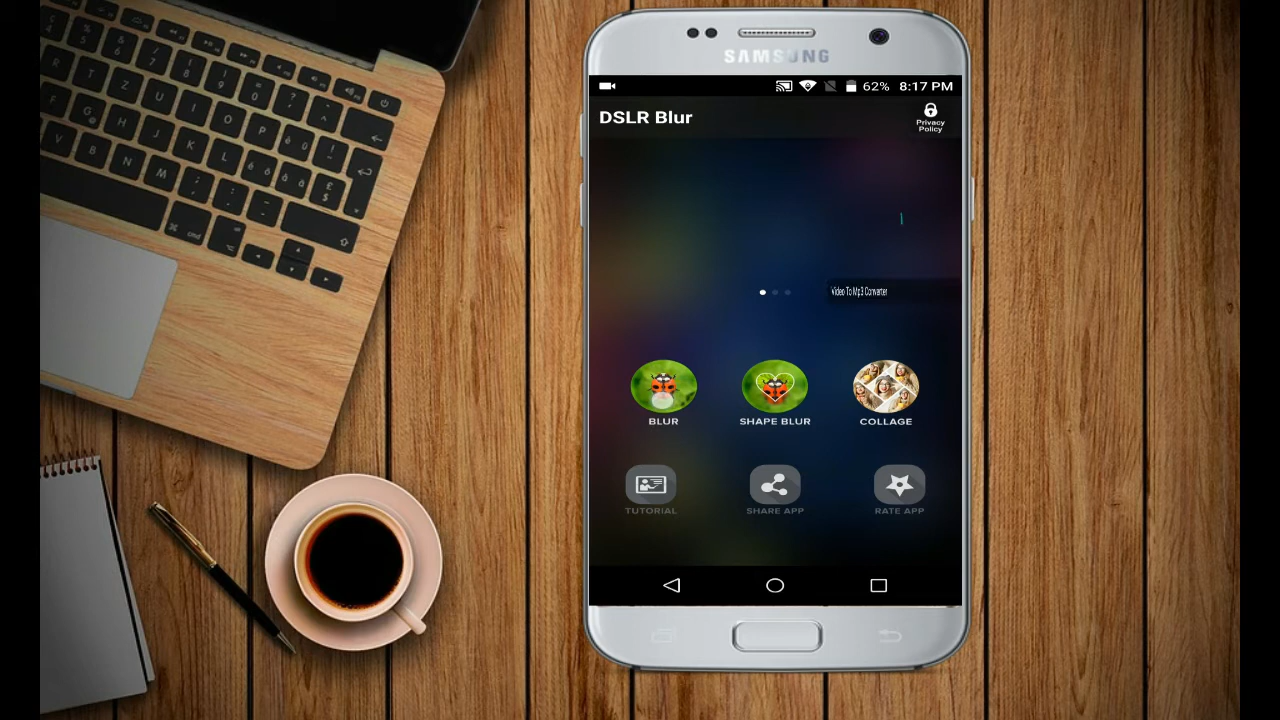 SAMSUNG
62% 8:17 PM
DSLR Blur
Privacy
Policy
Video To Mp3 Converter
BLUR
SHAPE BLUR
COLLAGE
TUTORIAL
SHARE APP
RATE APP
R T Z U I O P
F G H J K L
V B N M
cmd